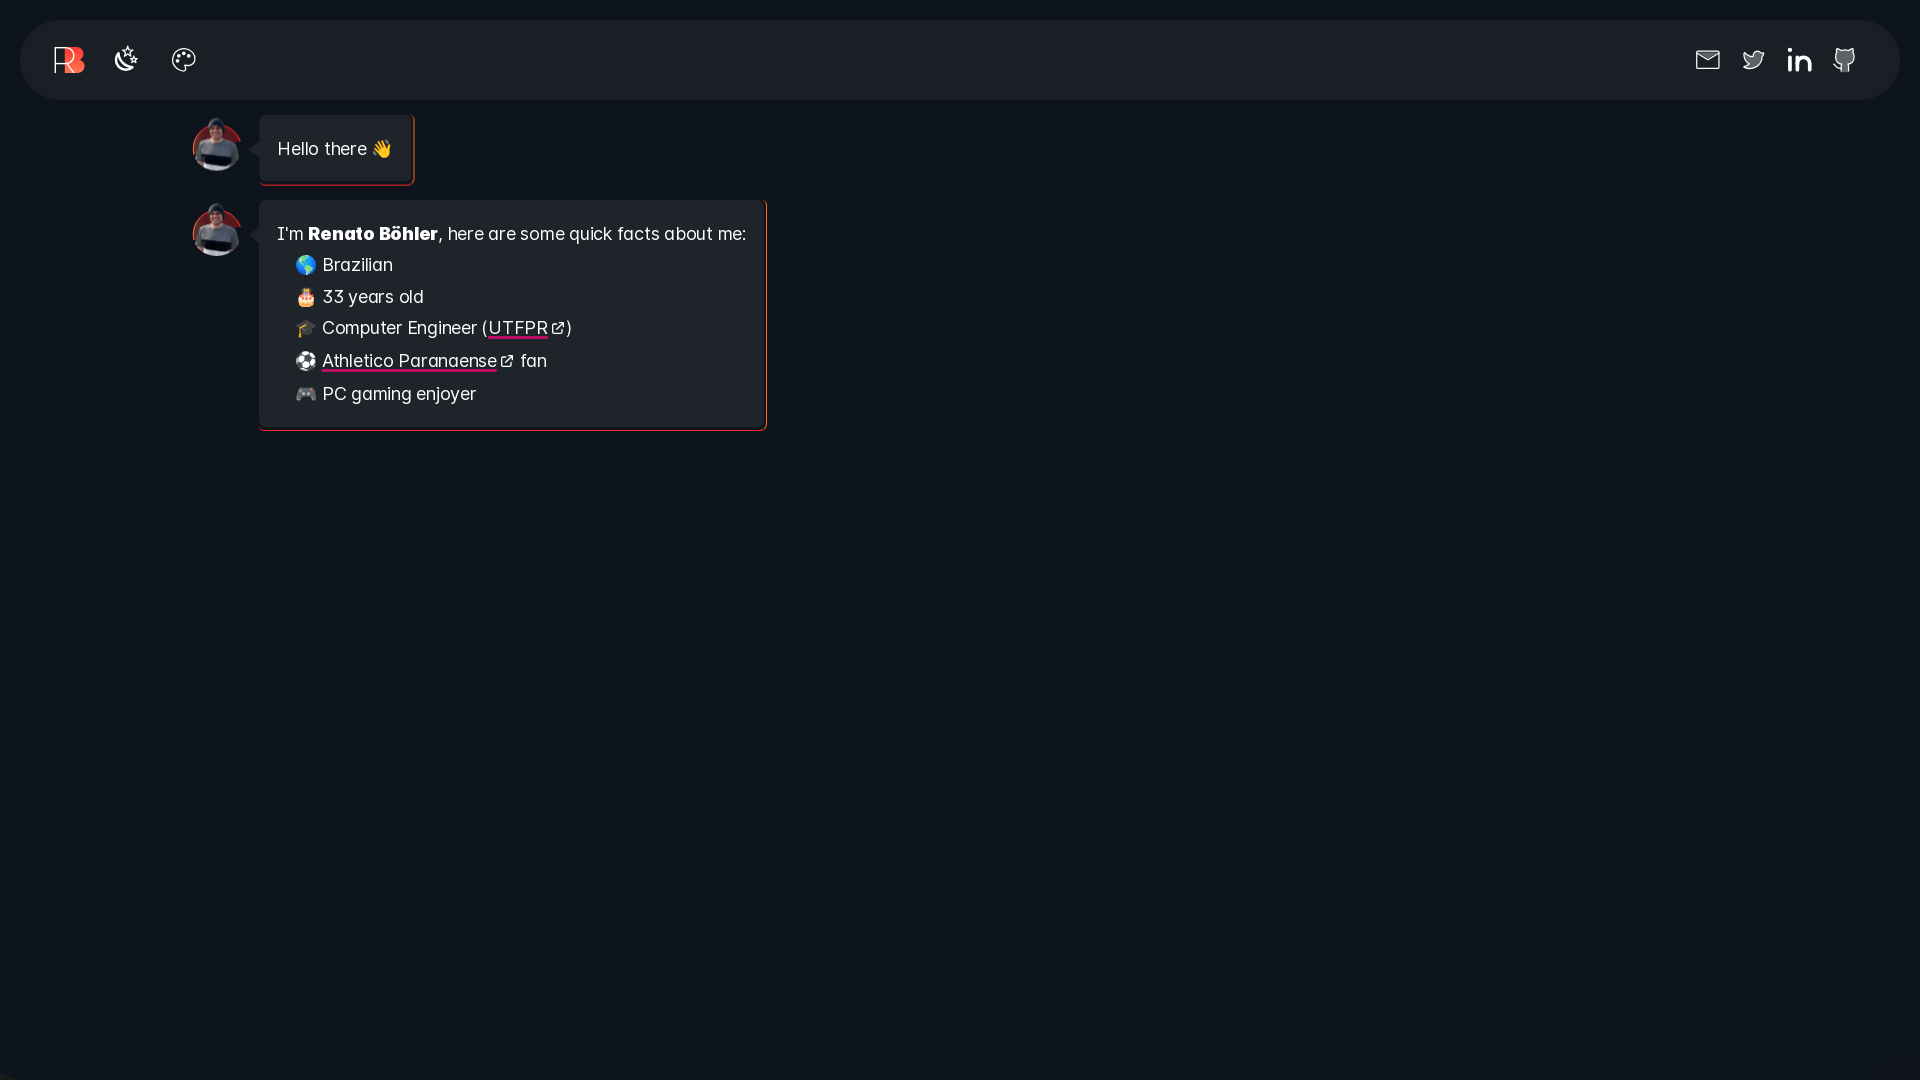 RB
Hello there 👋
I'm Renato Böhler, here are some quick facts about me:
🌎 Brazilian
🎂 33 years old
🎓 Computer Engineer (UTFPR)
⚽ Athletico Paranaense fan
🎮 PC gaming enjoyer